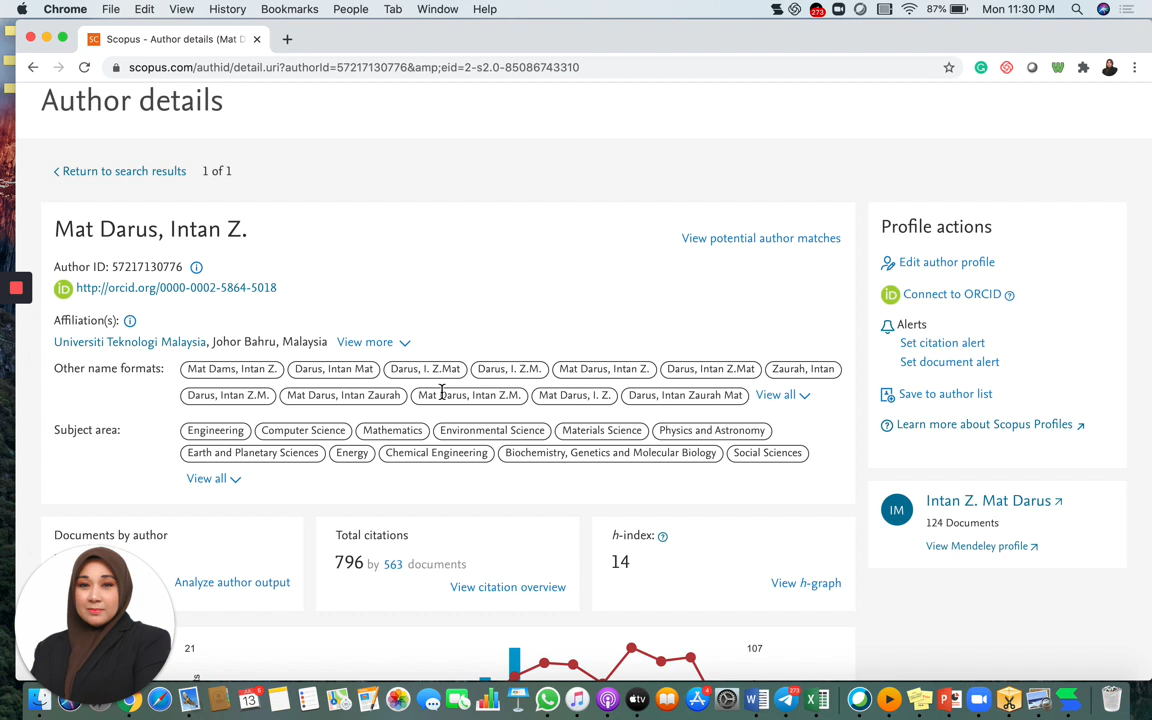 Chrome File Edit View History Bookmarks People Tab Window Help 273 87% Mon 11:30 PM
SC Scopus - Author details (Mat D
scopus.com/authid/detail.uri?authorId=57217130776&amp;eid=2-s2.0-85086743310
Author details
Return to search results 1 of 1
Mat Darus, Intan Z.
View potential author matches
Author ID: 57217130776
iD http://orcid.org/0000-0002-5864-5018
Affiliation(s):
Universiti Teknologi Malaysia, Johor Bahru, Malaysia View more
Other name formats: Mat Dams, Intan Z. Darus, Intan Mat Darus, I. Z.Mat Darus, I. Z.M. Mat Darus, Intan Z. Darus, Intan Z.Mat Zaurah, Intan
Darus, Intan Z.M. Mat Darus, Intan Zaurah Mat Darus, Intan Z.M. Mat Darus, I. Z. Darus, Intan Zaurah Mat View all
Subject area: Engineering Computer Science Mathematics Environmental Science Materials Science Physics and Astronomy
Earth and Planetary Sciences Energy Chemical Engineering Biochemistry, Genetics and Molecular Biology Social Sciences
View all
Profile actions
Edit author profile
iD Connect to ORCID
Alerts
Set citation alert
Set document alert
Save to author list
Learn more about Scopus Profiles
IM Intan Z. Mat Darus
124 Documents
View Mendeley profile
Documents by author
Analyze author output
Total citations
796 by 563 documents
View citation overview
h-index:
14
View h-graph
21
107
13
4
273